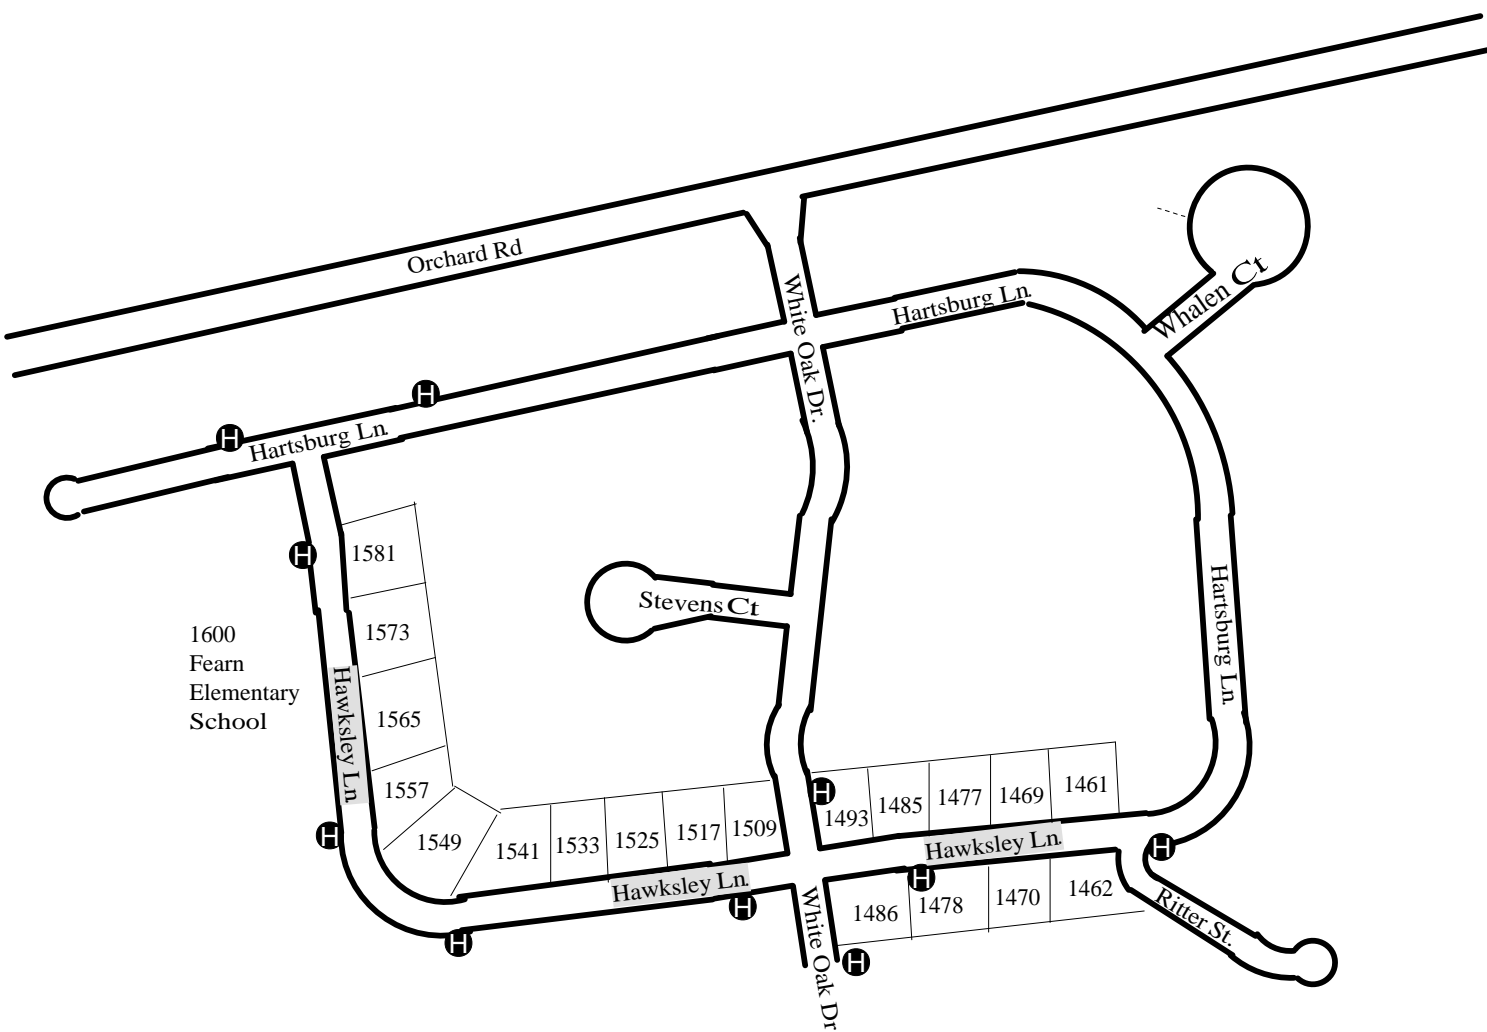 Orchard Rd
White Oak Dr.
Hartsburg Ln.
Whalen Ct
H
H
Hartsburg Ln.
H
1581
1573
1565
1557
1549
1600
Fearn
Elementary
School
Hawksley Ln.
Stevens Ct
Hartsburg Ln.
H
1541
1533
1525
1517
1509
H
1493
1485
1477
1469
1461
Hawksley Ln.
Hawksley Ln.
H
H
H
H
1486
1478
1470
1462
Ritter St.
White Oak Dr
H